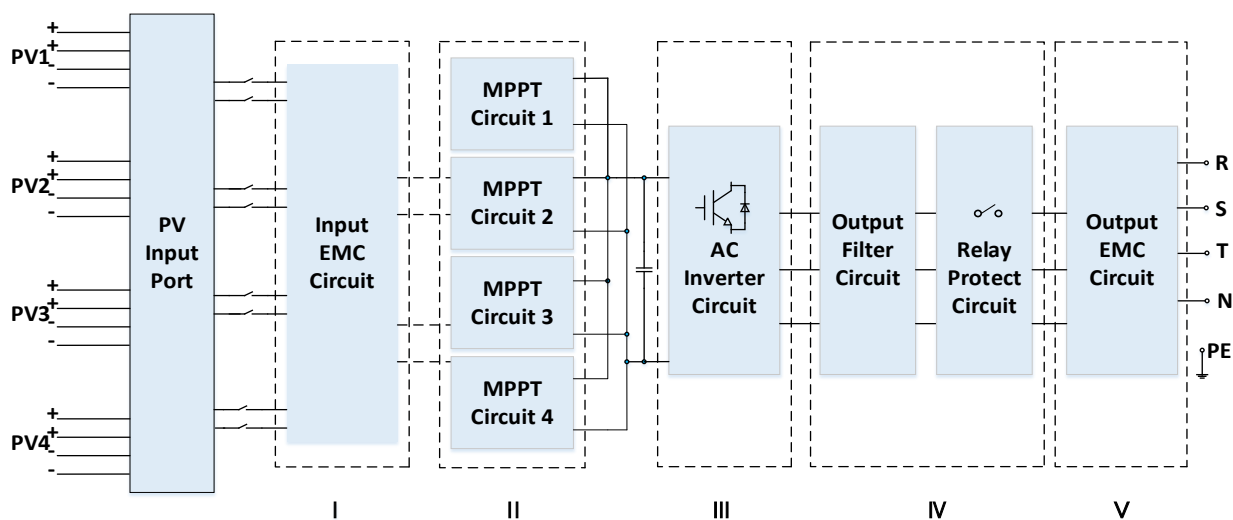 +
PV1 +
-
-
+
PV2 +
-
-
+
PV3 +
-
-
+
PV4 +
-
-
PV
Input
Port
Input
EMC
Circuit
MPPT
Circuit 1
MPPT
Circuit 2
MPPT
Circuit 3
MPPT
Circuit 4
AC
Inverter
Circuit
Output
Filter
Circuit
Relay
Protect
Circuit
Output
EMC
Circuit
R
S
T
N
PE
I
II
III
IV
V